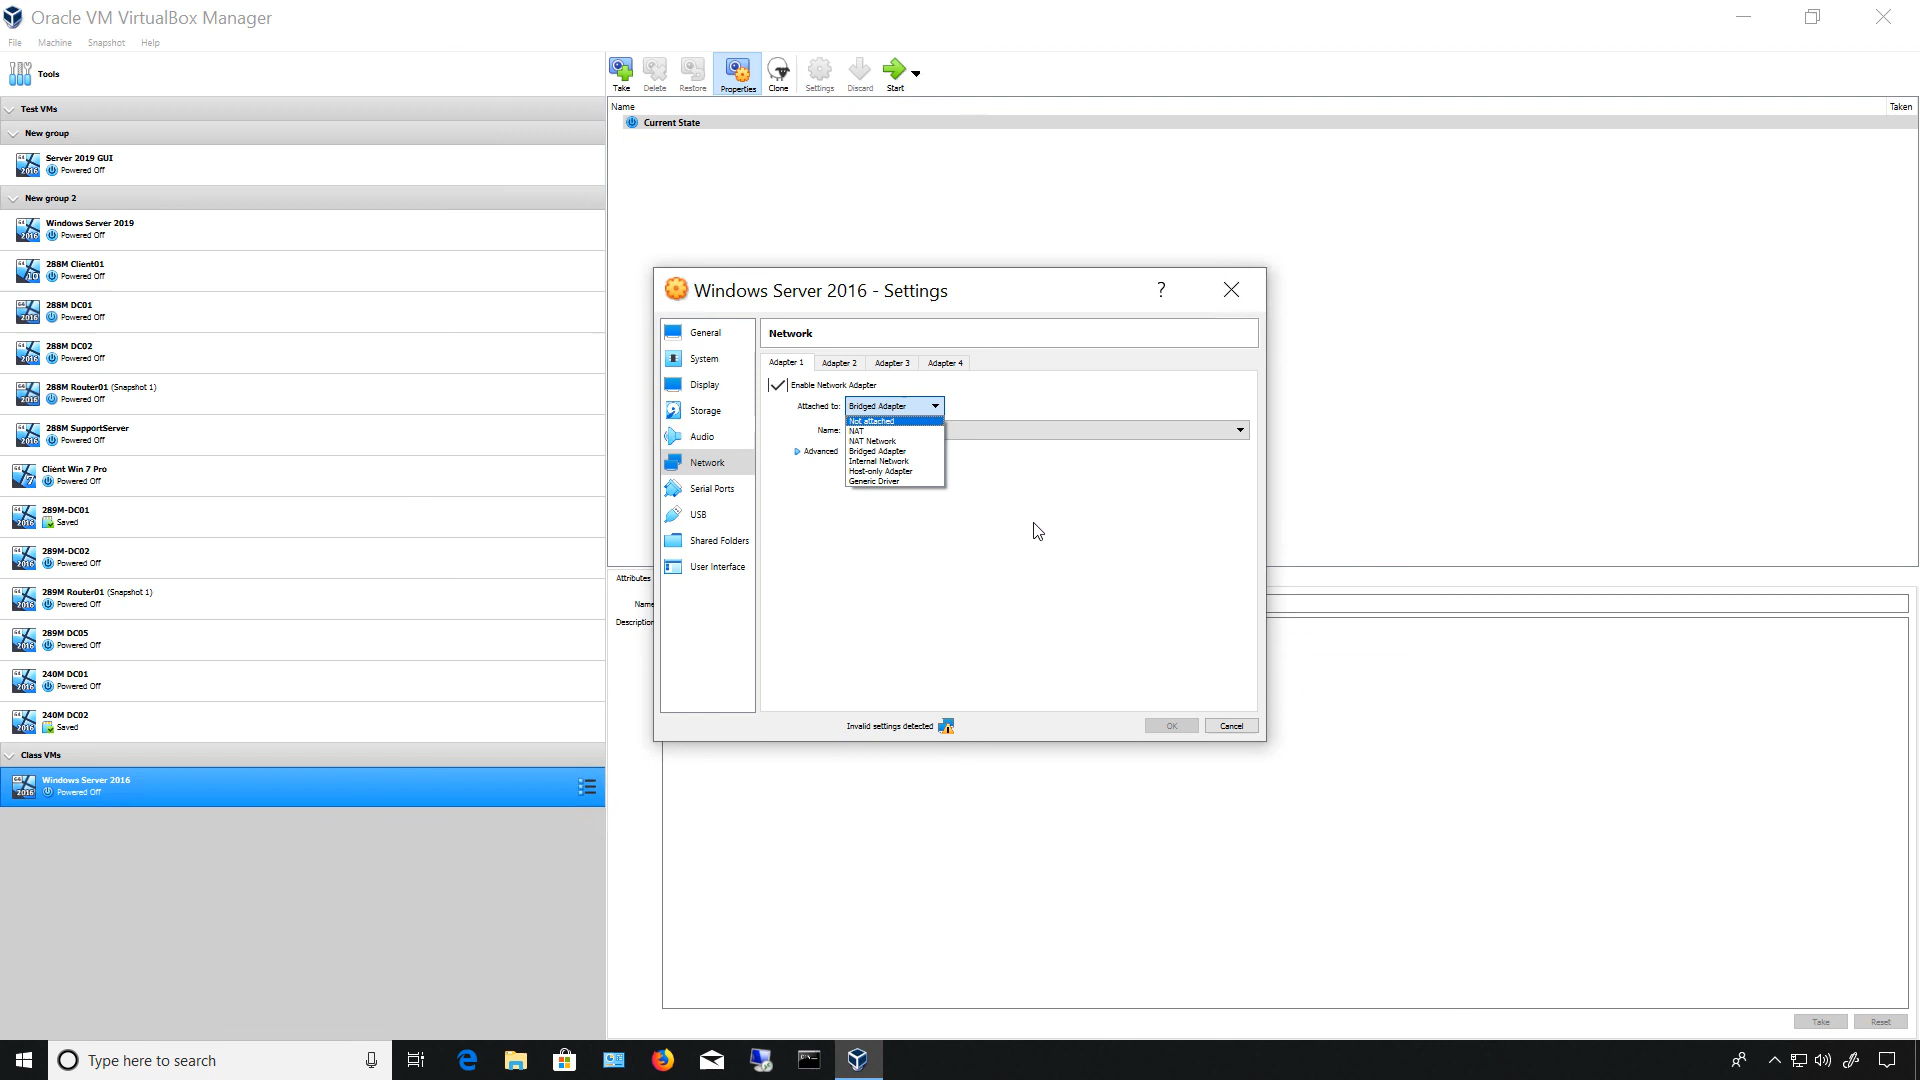 Oracle VM VirtualBox Manager
File Machine Snapshot Help
Tools
Take Delete Restore Properties Clone Settings Discard Start
Test VMs
New group
Server 2019 GUI
Powered Off
New group 2
Windows Server 2019
Powered Off
288M Client01
Powered Off
288M DC01
Powered Off
288M DC02
Powered Off
288M Router01 (Snapshot 1)
Powered Off
288M SupportServer
Powered Off
Client Win 7 Pro
Powered Off
289M-DC01
Saved
289M-DC02
Powered Off
289M Router01 (Snapshot 1)
Powered Off
289M DC05
Powered Off
240M DC01
Powered Off
240M DC02
Saved
Class VMs
Windows Server 2016
Powered Off
Name Taken
Current State
Windows Server 2016 - Settings ?
General
System
Display
Storage
Audio
Network
Serial Ports
USB
Shared Folders
User Interface
Network
Adapter 1 Adapter 2 Adapter 3 Adapter 4
Enable Network Adapter
Attached to: Bridged Adapter
Not attached
NAT
NAT Network
Bridged Adapter
Internal Network
Host-only Adapter
Generic Driver
Name:
Advanced
Invalid settings detected OK Cancel
Attributes
Name
Description
Take Reset
Type here to search